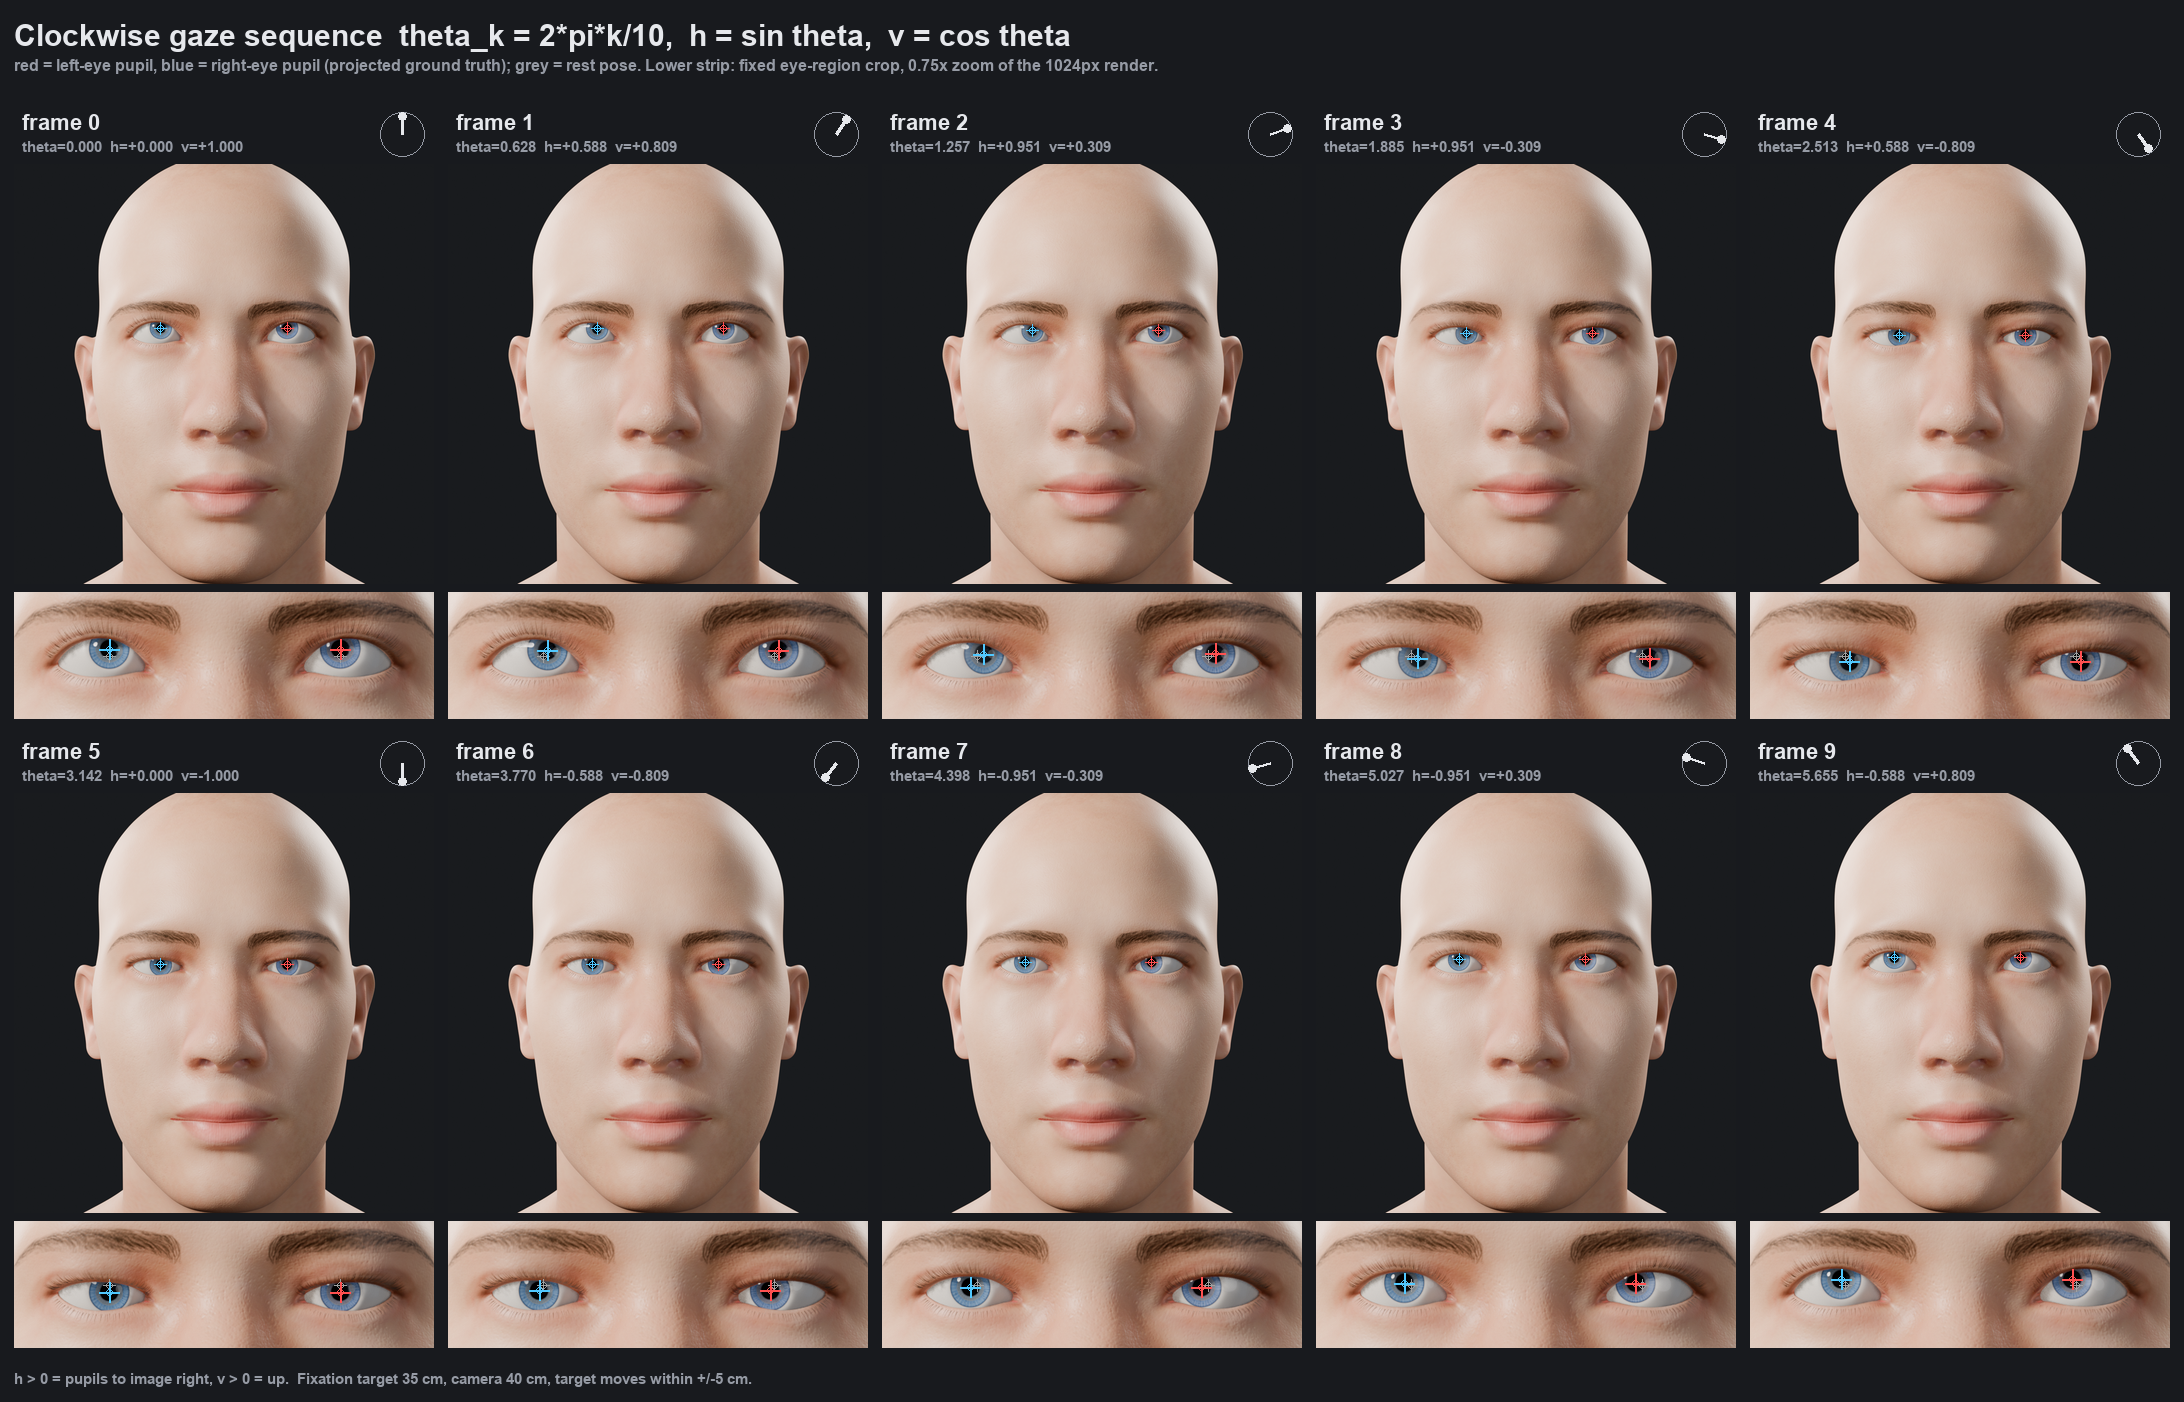 Clockwise gaze sequence  theta_k = 2*pi*k/10,  h = sin theta,  v = cos theta
red = left-eye pupil, blue = right-eye pupil (projected ground truth); grey = rest pose. Lower strip: fixed eye-region crop, 0.75x zoom of the 1024px render.
frame 0
theta=0.000  h=+0.000  v=+1.000
frame 1
theta=0.628  h=+0.588  v=+0.809
frame 2
theta=1.257  h=+0.951  v=+0.309
frame 3
theta=1.885  h=+0.951  v=-0.309
frame 4
theta=2.513  h=+0.588  v=-0.809
frame 5
theta=3.142  h=+0.000  v=-1.000
frame 6
theta=3.770  h=-0.588  v=-0.809
frame 7
theta=4.398  h=-0.951  v=-0.309
frame 8
theta=5.027  h=-0.951  v=+0.309
frame 9
theta=5.655  h=-0.588  v=+0.809
h > 0 = pupils to image right, v > 0 = up.  Fixation target 35 cm, camera 40 cm, target moves within +/-5 cm.